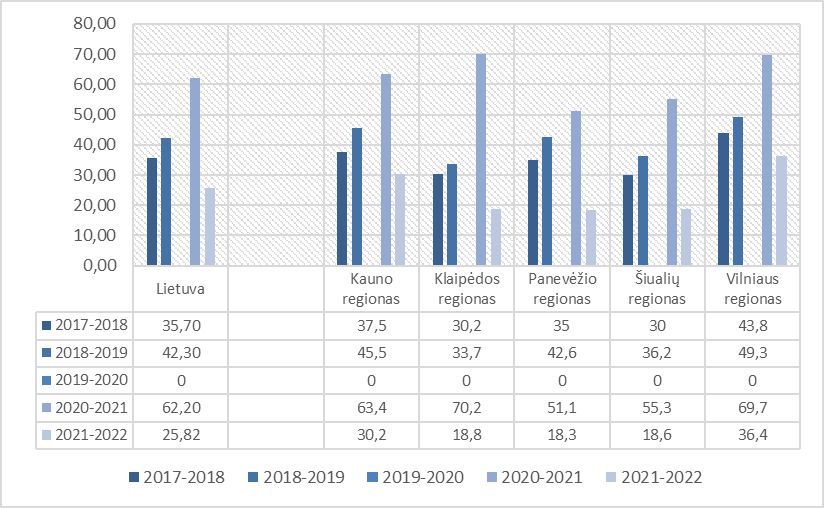 80,00
70,00
60,00
50,00
40,00
30,00
20,00
10,00
0,00
Lietuva Kauno regionas Klaipėdos regionas Panevėžio regionas Šiualių regionas Vilniaus regionas
2017-2018 35,70 37,5 30,2 35 30 43,8
2018-2019 42,30 45,5 33,7 42,6 36,2 49,3
2019-2020 0 0 0 0 0 0
2020-2021 62,20 63,4 70,2 51,1 55,3 69,7
2021-2022 25,82 30,2 18,8 18,3 18,6 36,4
2017-2018 2018-2019 2019-2020 2020-2021 2021-2022